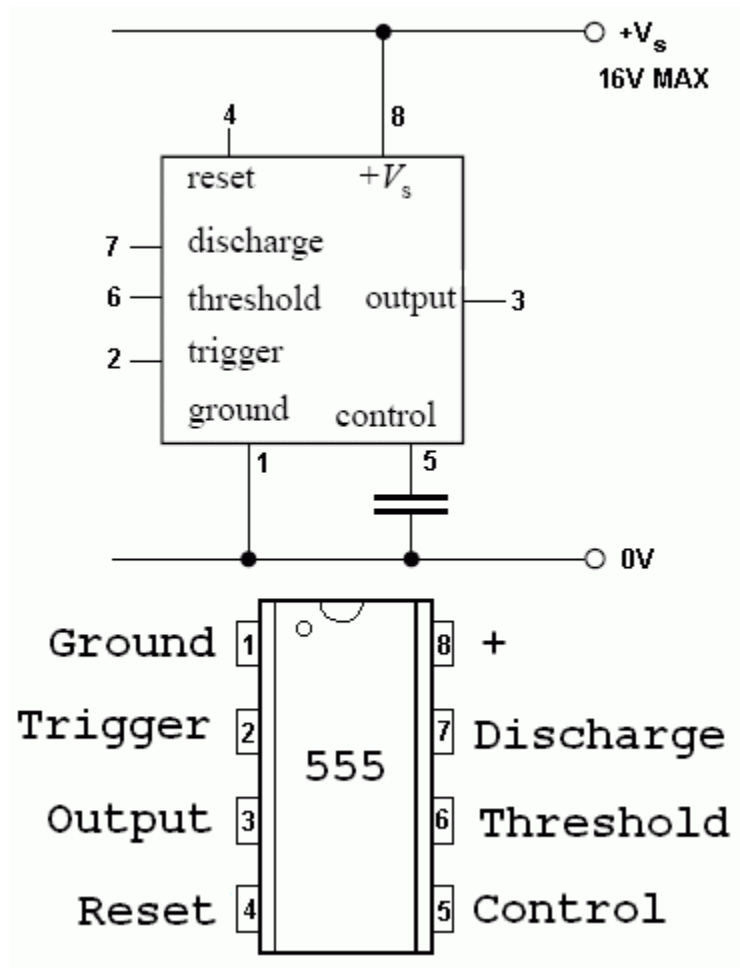 +Vs
16V MAX
4 8
reset +Vs
7 discharge
6 threshold output 3
2 trigger
ground control
1 5
0V
Ground 1 8 +
Trigger 2 7 Discharge
555
Output 3 6 Threshold
Reset 4 5 Control